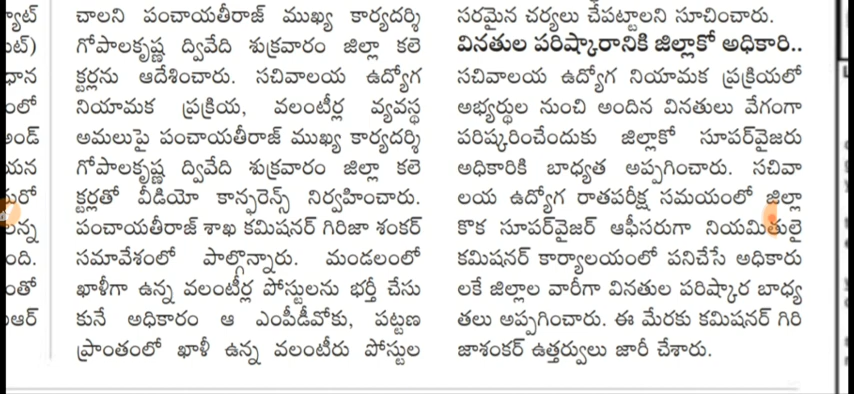 ్యాట్
ుట్)
ధాన
ంలో
అండ్
యన
న్న
ంది.
ంతో
ఆర్
చాలని పంచాయతీరాజ్ ముఖ్య కార్యదర్శి
గోపాలకృష్ణ ద్వివేది శుక్రవారం జిల్లా కలె
క్టర్లను ఆదేశించారు. సచివాలయ ఉద్యోగ
నియామక ప్రక్రియ, వలంటీర్ల వ్యవస్థ
అమలుపై పంచాయతీరాజ్ ముఖ్య కార్యదర్శి
గోపాలకృష్ణ ద్వివేది శుక్రవారం జిల్లా కలె
క్టర్లతో వీడియో కాన్ఫరెన్స్ నిర్వహించారు.
పంచాయతీరాజ్ శాఖ కమిషనర్ గిరిజా శంకర్
సమావేశంలో పాల్గొన్నారు. మండలంలో
ఖాళీగా ఉన్న వలంటీర్ల పోస్టులను భర్తీ చేసు
కునే అధికారం ఆ ఎంపీడీవోకు, పట్టణ
ప్రాంతంలో ఖాళీ ఉన్న వలంటీరు పోస్టుల
సరమైన చర్యలు చేపట్టాలని సూచించారు.
వినతుల పరిష్కారానికి జిల్లాకో అధికారి..
సచివాలయ ఉద్యోగ నియామక ప్రక్రియలో
అభ్యర్థుల నుంచి అందిన వినతులు వేగంగా
పరిష్కరించేందుకు జిల్లాకో సూపర్‌వైజరు
అధికారికి బాధ్యత అప్పగించారు. సచివా
లయ ఉద్యోగ రాతపరీక్ష సమయంలో జిల్లా
కొక సూపర్‌వైజర్ ఆఫీసరుగా నియమితులై
కమిషనర్ కార్యాలయంలో పనిచేసే అధికారు
లకే జిల్లాల వారీగా వినతుల పరిష్కార బాధ్య
తలు అప్పగించారు. ఈ మేరకు కమిషనర్ గిరి
జాశంకర్ ఉత్తర్వులు జారీ చేశారు.